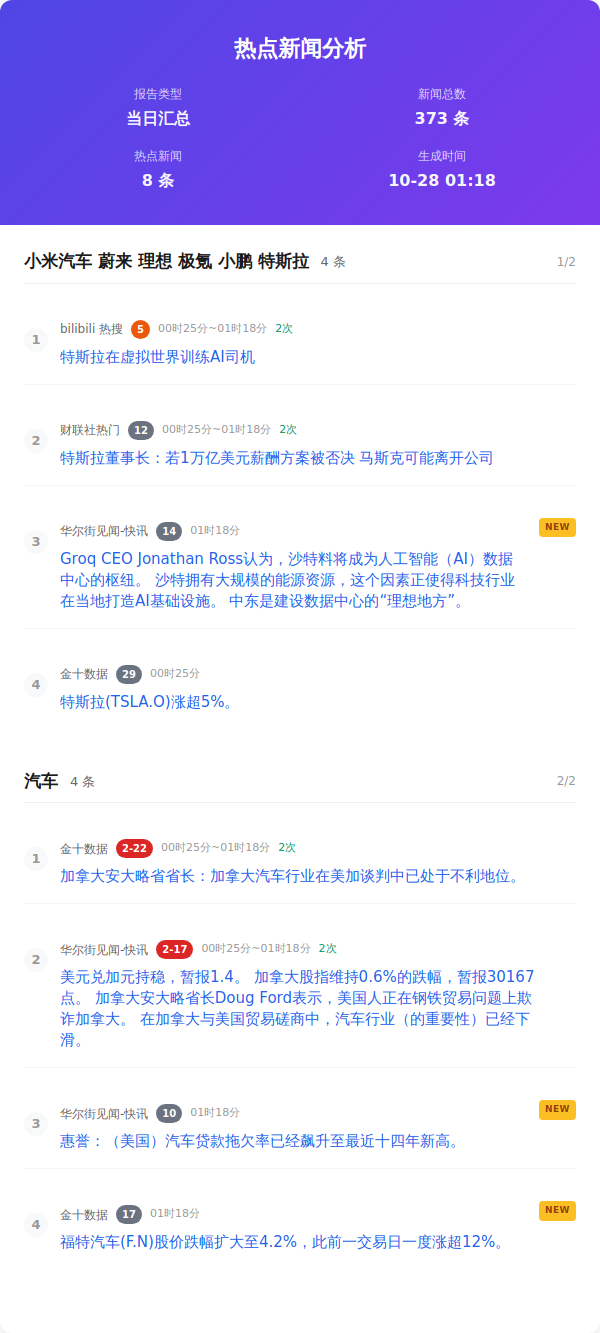 热点新闻分析
报告类型
新闻总数
当日汇总
373 条
热点新闻
生成时间
8 条
10-28 01:18
小米汽车 蔚来 理想 极氪 小鹏 特斯拉 4 条 1/2
1 bilibili 热搜 5 00时25分~01时18分 2次
特斯拉在虚拟世界训练AI司机
2 财联社热门 12 00时25分~01时18分 2次
特斯拉董事长：若1万亿美元薪酬方案被否决 马斯克可能离开公司
3 华尔街见闻-快讯 14 01时18分 NEW
Groq CEO Jonathan Ross认为，沙特料将成为人工智能（AI）数据
中心的枢纽。 沙特拥有大规模的能源资源，这个因素正使得科技行业
在当地打造AI基础设施。 中东是建设数据中心的“理想地方”。
4 金十数据 29 00时25分
特斯拉(TSLA.O)涨超5%。
汽车 4 条 2/2
1 金十数据 2-22 00时25分~01时18分 2次
加拿大安大略省省长：加拿大汽车行业在美加谈判中已处于不利地位。
2 华尔街见闻-快讯 2-17 00时25分~01时18分 2次
美元兑加元持稳，暂报1.4。 加拿大股指维持0.6%的跌幅，暂报30167
点。 加拿大安大略省长Doug Ford表示，美国人正在钢铁贸易问题上欺
诈加拿大。 在加拿大与美国贸易磋商中，汽车行业（的重要性）已经下
滑。
3 华尔街见闻-快讯 10 01时18分 NEW
惠誉：（美国）汽车贷款拖欠率已经飙升至最近十四年新高。
4 金十数据 17 01时18分 NEW
福特汽车(F.N)股价跌幅扩大至4.2%，此前一交易日一度涨超12%。